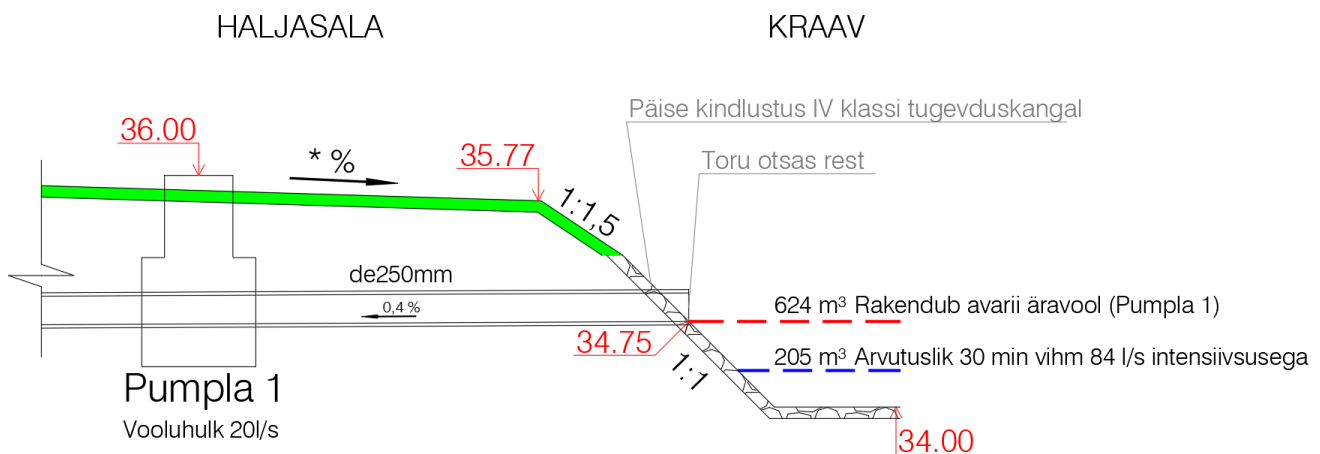 HALJASALA
KRAAV
Päise kindlustus IV klassi tugevduskangal
36.00
* %
35.77
Toru otsas rest
1:1,5
de250mm
0,4 %
624 m³ Rakendub avarii äravool (Pumpla 1)
34.75
1:1
205 m³ Arvutuslik 30 min vihm 84 l/s intensiivsusega
Pumpla 1
Vooluhulk 20l/s
34.00